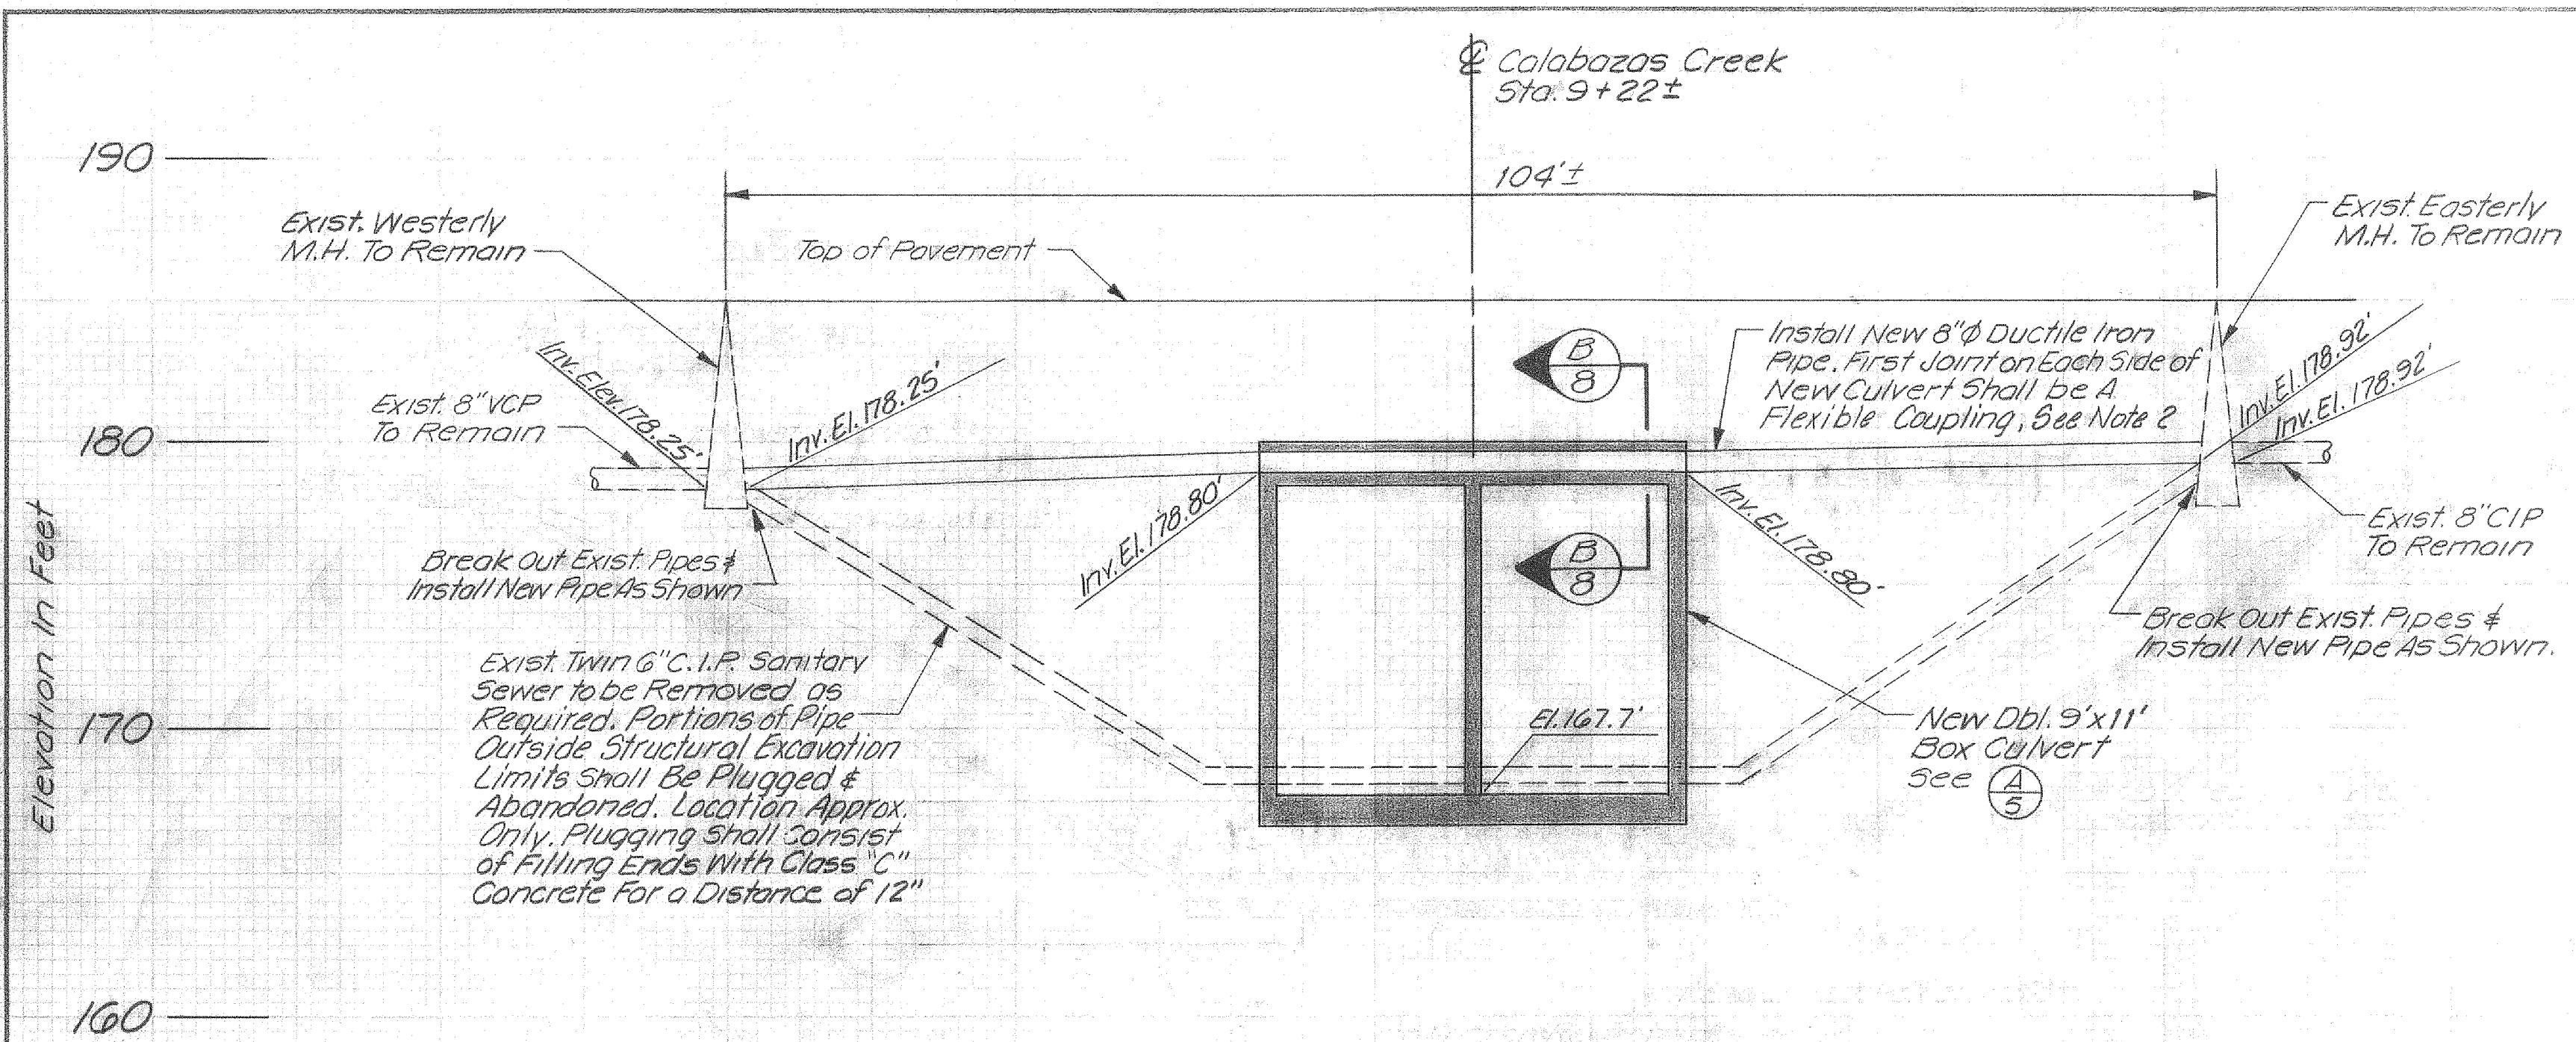 ℄ Calabazas Creek
Sta. 9+22±
190
104'±
Exist. Westerly
M.H. To Remain
Top of Pavement
Exist. Easterly
M.H. To Remain
Inv. Elev. 178.25'
Inv. El. 178.25'
Exist. 8" VCP
To Remain
180
B
8
Install New 8"Φ Ductile Iron
Pipe. First Joint on Each Side of
New Culvert Shall be A
Flexible Coupling, See Note 2
Inv. El. 178.92'
Inv. El. 178.92'
Inv. El. 178.80'
B
8
Inv. El. 178.80'
Exist. 8" CIP
To Remain
Break Out Exist. Pipes &
Install New Pipe As Shown
Break Out Exist. Pipes &
Install New Pipe As Shown.
Elevation In Feet
170
Exist. Twin 6" C.I.P. Sanitary
Sewer to be Removed as
Required. Portions of Pipe
Outside Structural Excavation
Limits Shall Be Plugged &
Abandoned. Location Approx.
Only. Plugging Shall Consist
of Filling Ends With Class "C"
Concrete For a Distance of 12"
El. 167.7'
New Dbl. 9'x11'
Box Culvert
See A
5
160